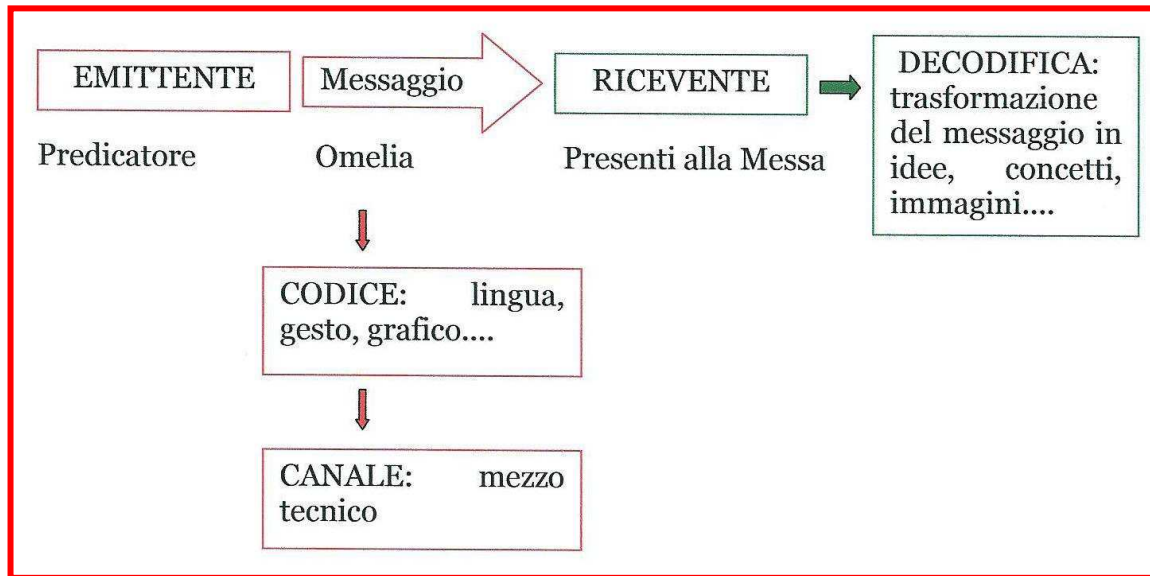 EMITTENTE
Messaggio
RICEVENTE
DECODIFICA:
trasformazione
del messaggio in
idee, concetti,
immagini....
Predicatore
Omelia
Presenti alla Messa
CODICE: lingua,
gesto, grafico....
CANALE: mezzo
tecnico